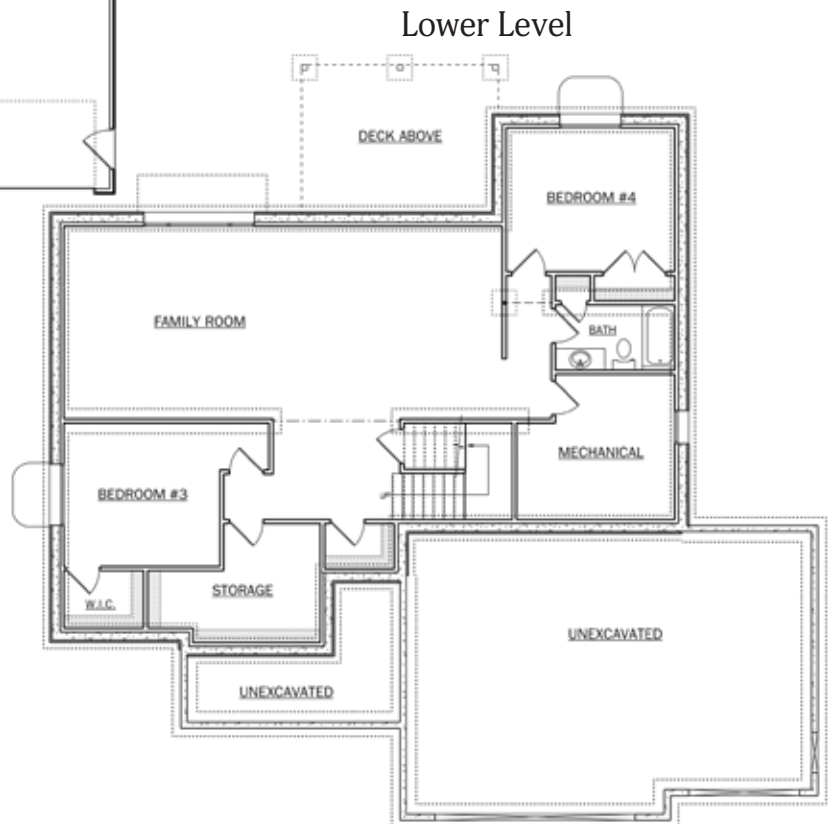 Lower Level
DECK ABOVE
BEDROOM #4
FAMILY ROOM
BATH
MECHANICAL
BEDROOM #3
STORAGE
W.I.C.
UNEXCAVATED
UNEXCAVATED